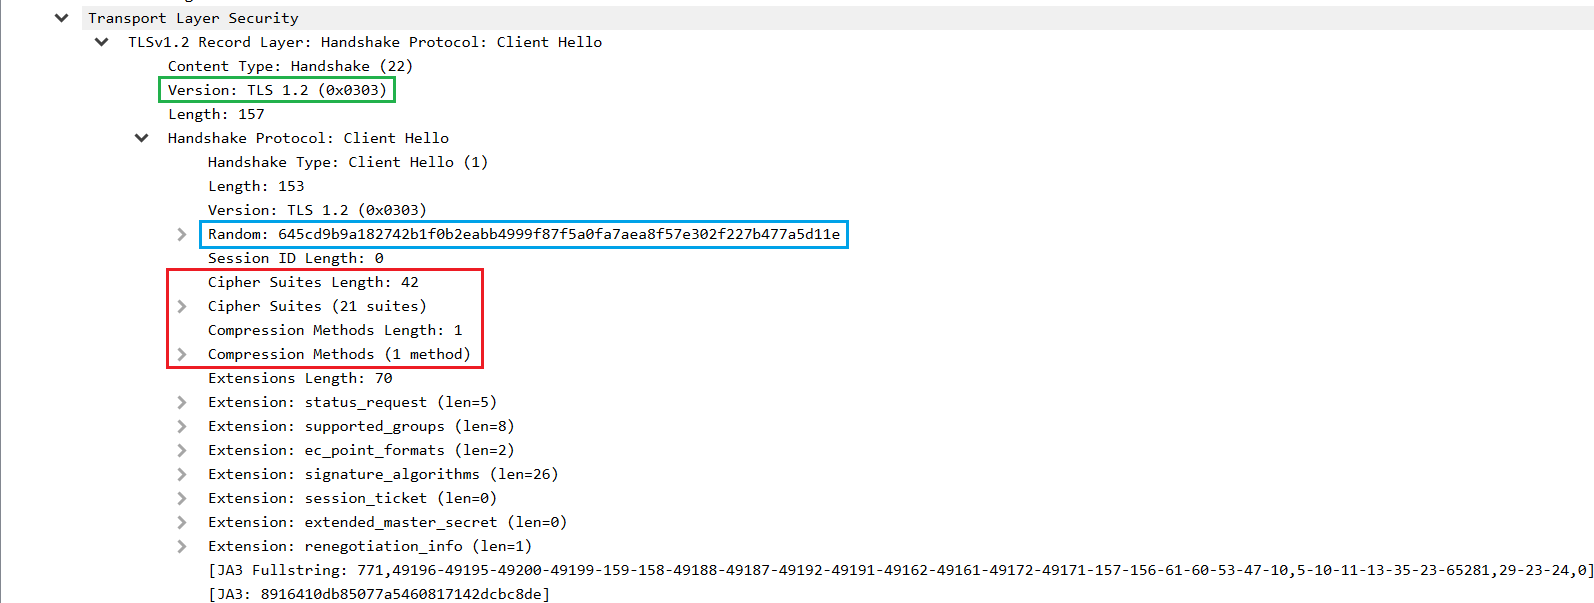 Transport Layer Security
TLSv1.2 Record Layer: Handshake Protocol: Client Hello
Content Type: Handshake (22)
Version: TLS 1.2 (0x0303)
Length: 157
Handshake Protocol: Client Hello
Handshake Type: Client Hello (1)
Length: 153
Version: TLS 1.2 (0x0303)
Random: 645cd9b9a182742b1f0b2eabb4999f87f5a0fa7aea8f57e302f227b477a5d11e
Session ID Length: 0
Cipher Suites Length: 42
Cipher Suites (21 suites)
Compression Methods Length: 1
Compression Methods (1 method)
Extensions Length: 70
Extension: status_request (len=5)
Extension: supported_groups (len=8)
Extension: ec_point_formats (len=2)
Extension: signature_algorithms (len=26)
Extension: session_ticket (len=0)
Extension: extended_master_secret (len=0)
Extension: renegotiation_info (len=1)
[JA3 Fullstring: 771,49196-49195-49200-49199-159-158-49188-49187-49192-49191-49162-49161-49172-49171-157-156-61-60-53-47-10,5-10-11-13-35-23-65281,29-23-24,0]
[JA3: 8916410db85077a5460817142dcbc8de]